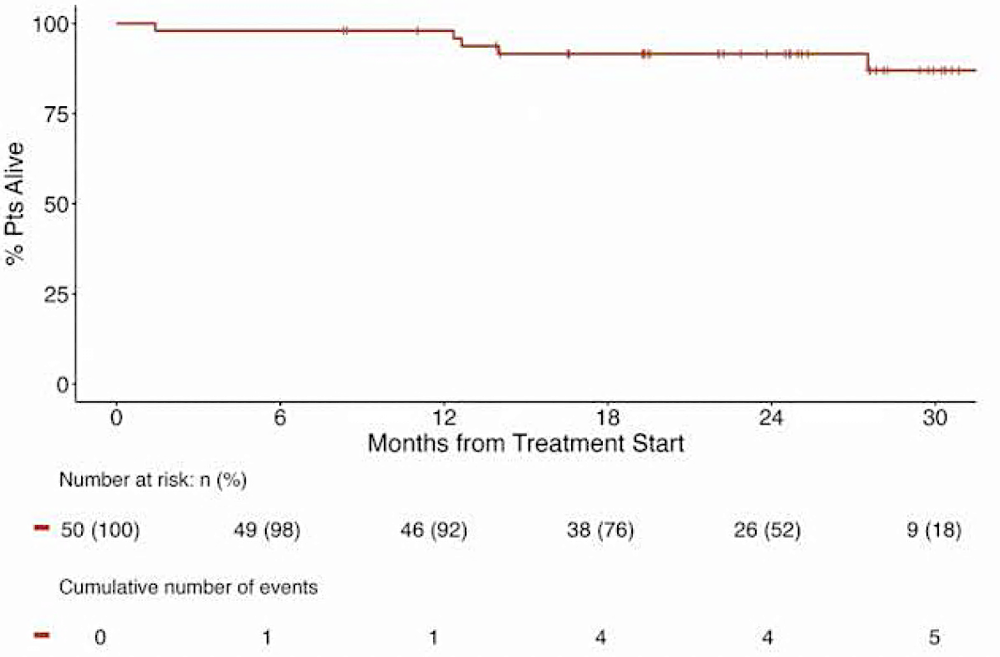 100
75
50
25
0
% Pts Alive
0 6 12 18 24 30
Months from Treatment Start
Number at risk: n (%)
50 (100) 49 (98) 46 (92) 38 (76) 26 (52) 9 (18)
Cumulative number of events
0 1 1 4 4 5